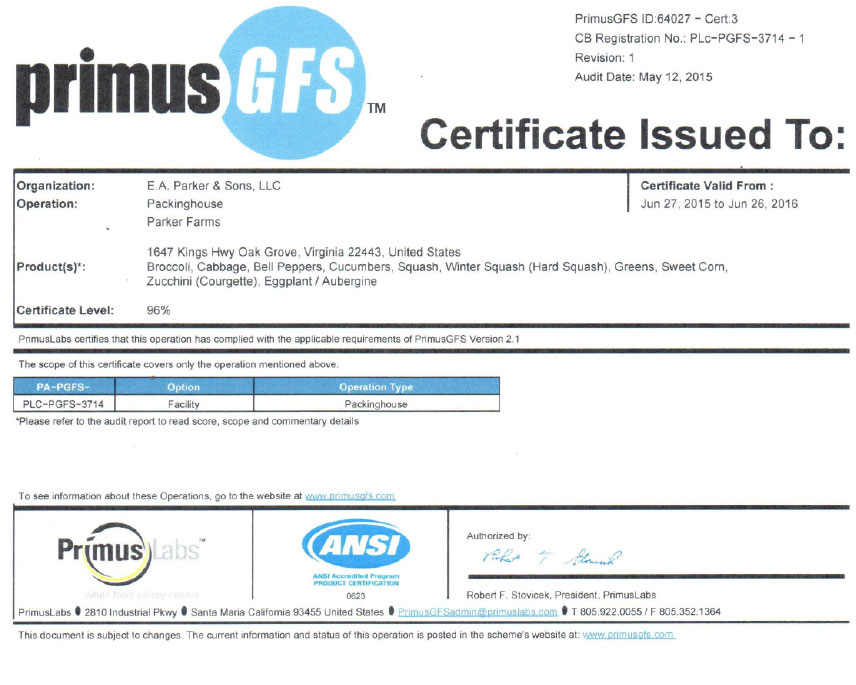 PrimusGFS ID:64027 - Cert:3
CB Registration No.: PLc-PGFS-3714 - 1
Revision: 1
Audit Date: May 12, 2015
primusGFS TM
Certificate Issued To:
Organization: E.A. Parker & Sons, LLC
Certificate Valid From :
Operation: Packinghouse
Jun 27, 2015 to Jun 26, 2016
Parker Farms
1647 Kings Hwy Oak Grove, Virginia 22443, United States
Product(s)*: Broccoli, Cabbage, Bell Peppers, Cucumbers, Squash, Winter Squash (Hard Squash), Greens, Sweet Corn,
Zucchini (Courgette), Eggplant / Aubergine
Certificate Level: 96%
PrimusLabs certifies that this operation has complied with the applicable requirements of PrimusGFS Version 2.1
The scope of this certificate covers only the operation mentioned above.
PA-PGFS- Option Operation Type
PLC-PGFS-3714 Facility Packinghouse
*Please refer to the audit report to read score, scope and commentary details
To see information about these Operations, go to the website at www.primusgfs.com
PrimusLabs™
when food safety counts
ANSI
ANSI Accredited Program
PRODUCT CERTIFICATION
0623
Authorized by:
Robert F. Stovicek, President, PrimusLabs
PrimusLabs 2810 Industrial Pkwy Santa Maria California 93455 United States PrimusGFSadmin@primuslabs.com T 805.922.0055 / F 805.352.1364
This document is subject to changes. The current information and status of this operation is posted in the scheme's website at: www.primusgfs.com